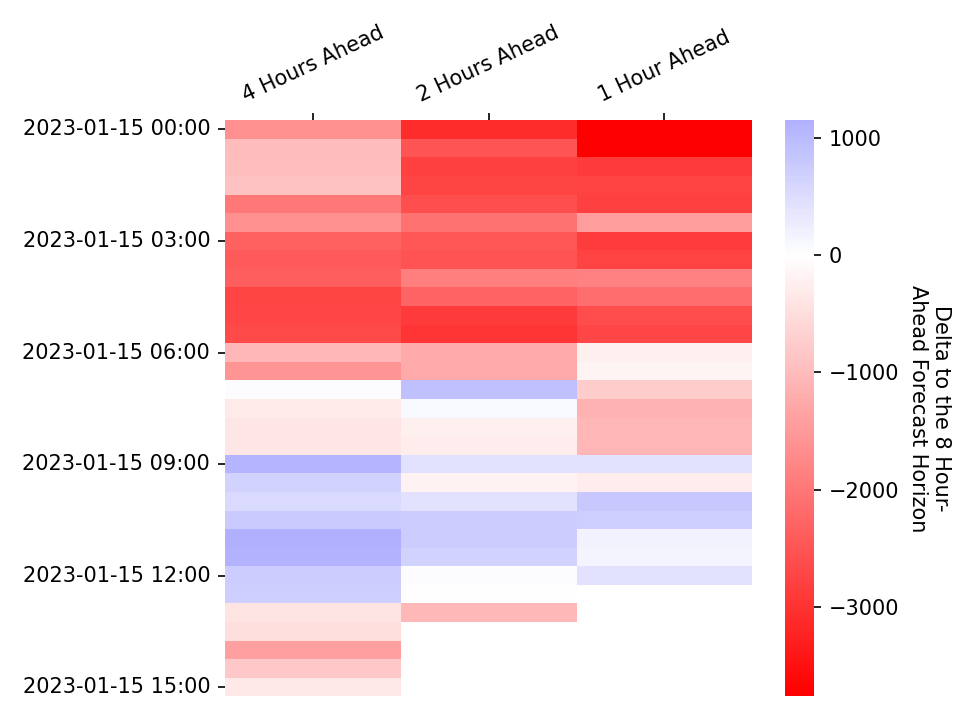 4 Hours Ahead
2 Hours Ahead
1 Hour Ahead
2023-01-15 00:00
2023-01-15 03:00
2023-01-15 06:00
2023-01-15 09:00
2023-01-15 12:00
2023-01-15 15:00
1000
0
−1000
−2000
−3000
Delta to the 8 Hour-
Ahead Forecast Horizon